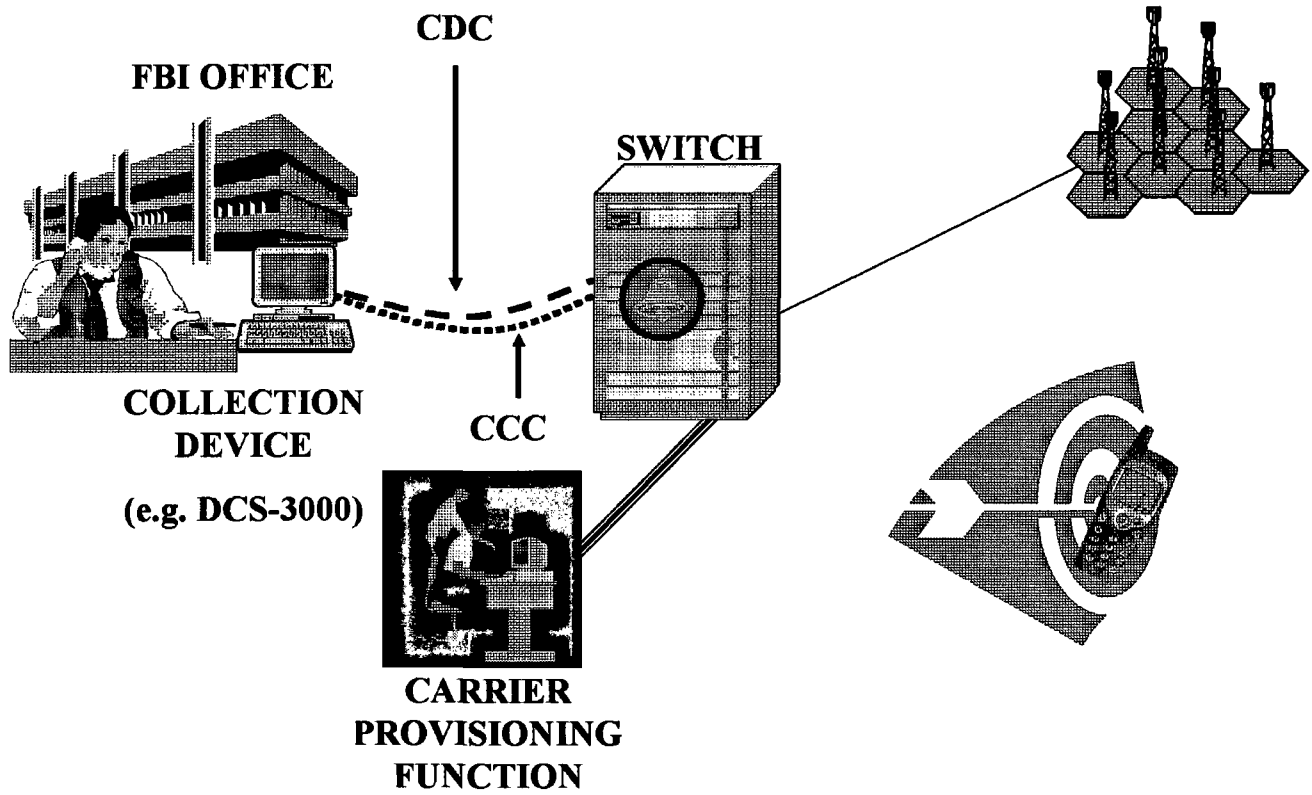 CDC
FBI OFFICE
SWITCH
COLLECTION
DEVICE
CCC
(e.g. DCS-3000)
CARRIER
PROVISIONING
FUNCTION